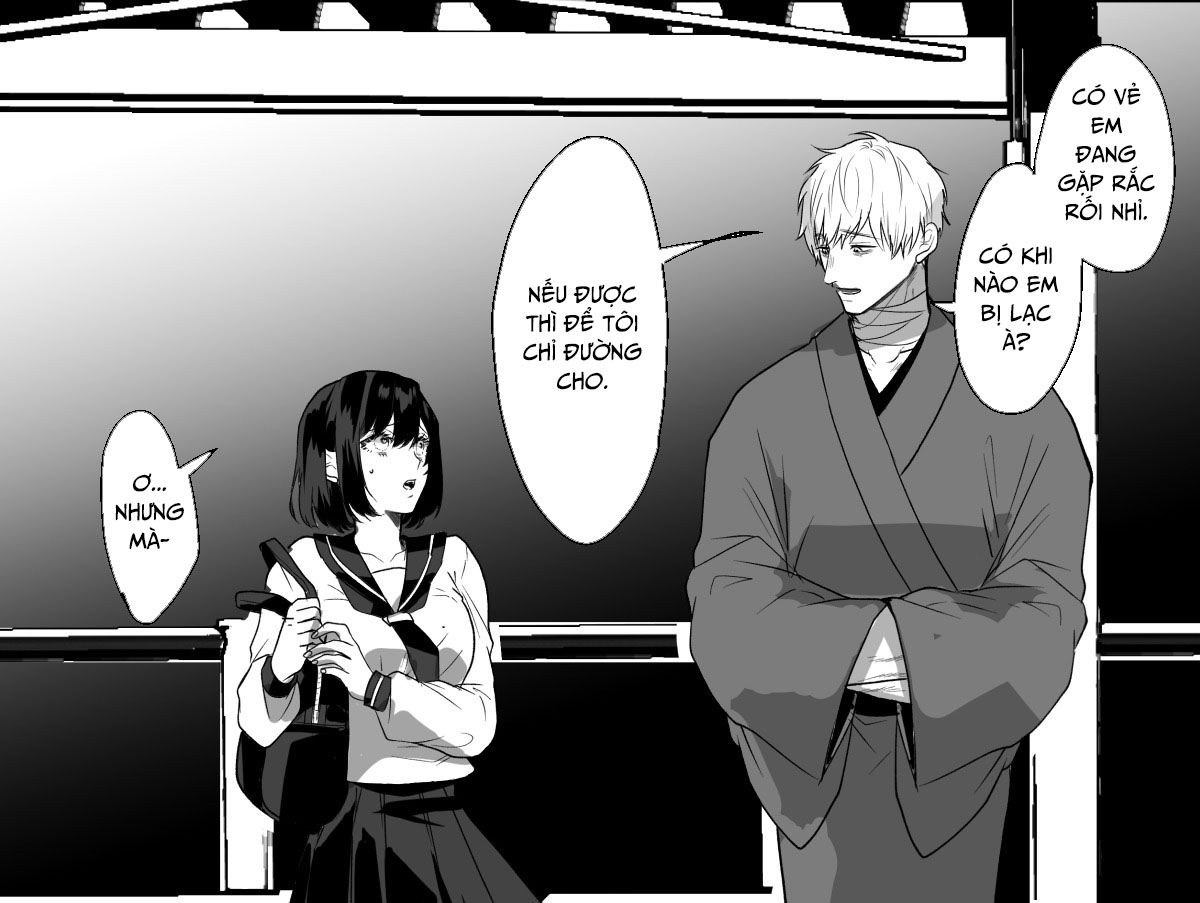 CÓ VẺ
EM
ĐANG
GẶP RẮC
RỐI NHỈ.
CÓ KHI
NÀO EM
BỊ LẠC
À?
NẾU ĐƯỢC
THÌ ĐỂ TÔI
CHỈ ĐƯỜNG
CHO.
Ơ...
NHƯNG
MÀ~